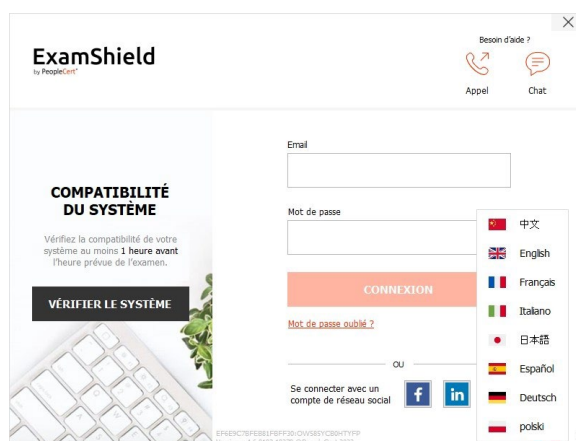 Besoin d'aide ?
ExamShield
by PeopleCert
Appel
Chat
Email
COMPATIBILITÉ
DU SYSTÈME
Mot de passe
Vérifiez la compatibilité de votre
système au moins 1 heure avant
l'heure prévue de l'examen.
VÉRIFIER LE SYSTÈME
CONNEXION
Mot de passe oublié ?
OU
Se connecter avec un
compte de réseau social
f
in
中文
English
Français
Italiano
日本語
Español
Deutsch
polski